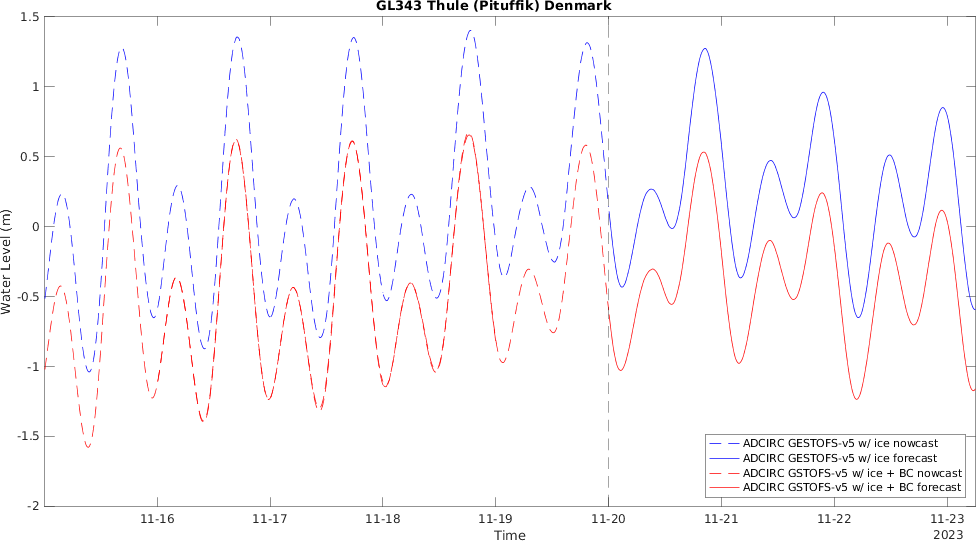 GL343 Thule (Pituffik) Denmark
1.5
1
0.5
0
-0.5
-1
-1.5
-2
Water Level (m)
11-16
11-17
11-18
11-19
11-20
11-21
11-22
11-23
2023
Time
ADCIRC GESTOFS-v5 w/ ice nowcast
ADCIRC GESTOFS-v5 w/ ice forecast
ADCIRC GSTOFS-v5 w/ ice + BC nowcast
ADCIRC GSTOFS-v5 w/ ice + BC forecast